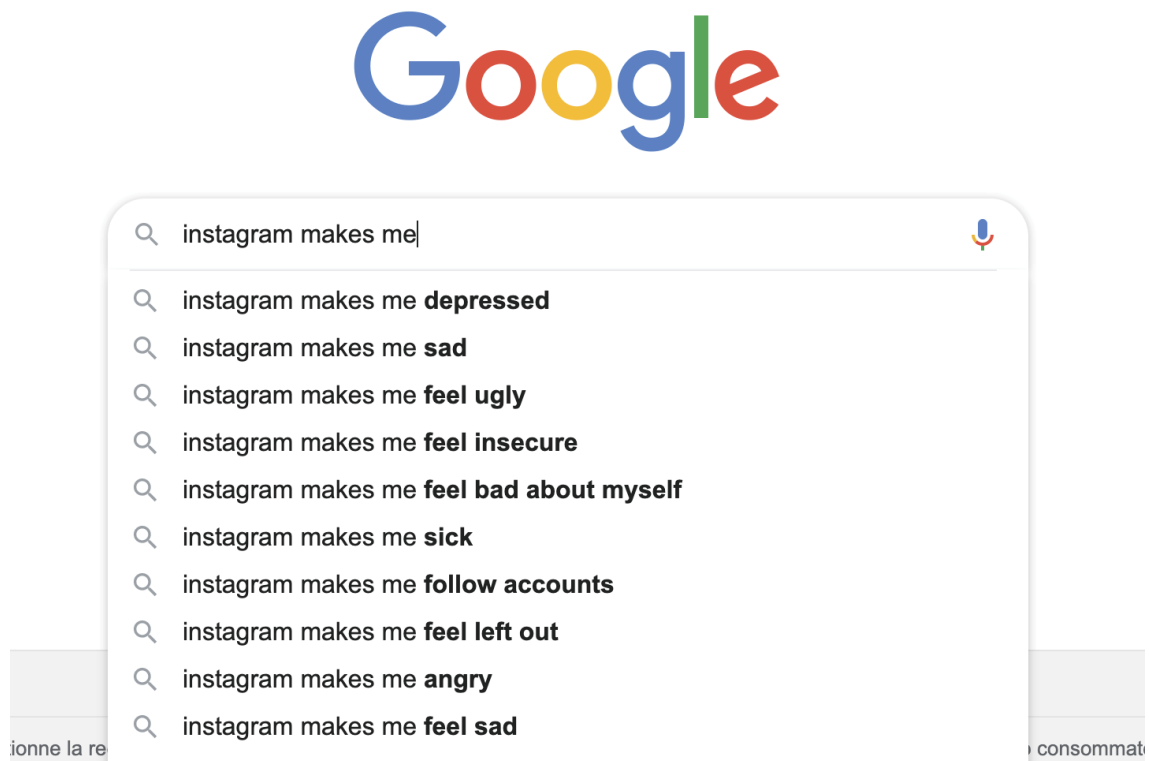 Google
instagram makes me
instagram makes me depressed
instagram makes me sad
instagram makes me feel ugly
instagram makes me feel insecure
instagram makes me feel bad about myself
instagram makes me sick
instagram makes me follow accounts
instagram makes me feel left out
instagram makes me angry
instagram makes me feel sad
la